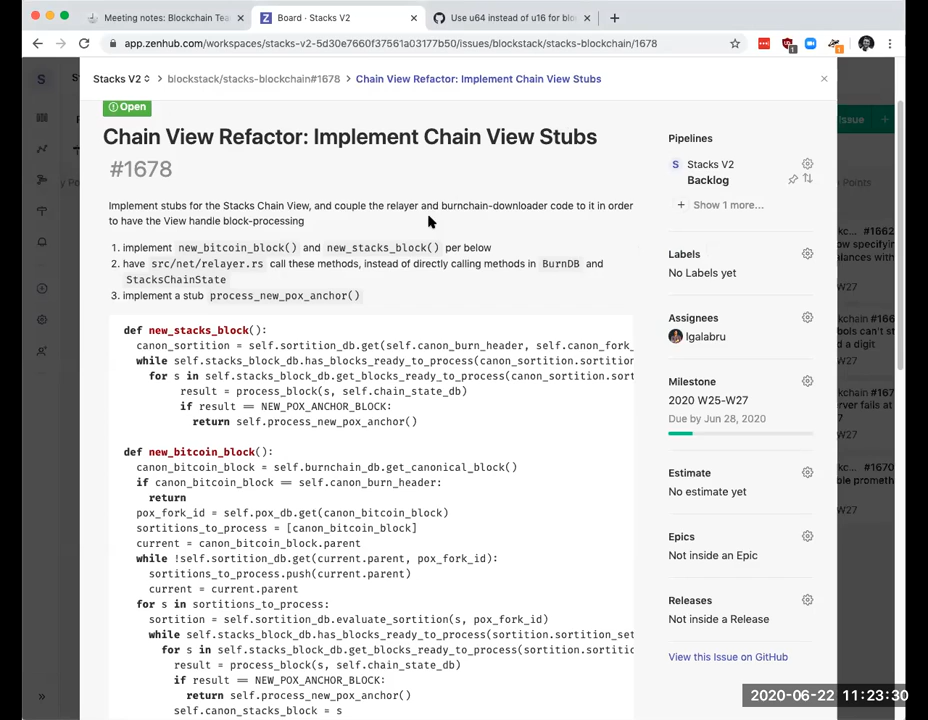 Meeting notes: Blockchain Tea
Board · Stacks V2
Use u64 instead of u16 for blo
app.zenhub.com/workspaces/stacks-v2-5d30e7660f37561a03177b50/issues/blockstack/stacks-blockchain/1678
Stacks V2
blockstack/stacks-blockchain#1678
Chain View Refactor: Implement Chain View Stubs
Open
Chain View Refactor: Implement Chain View Stubs
#1678
Implement stubs for the Stacks Chain View, and couple the relayer and burnchain-downloader code to it in order
to have the View handle block-processing
1. implement new_bitcoin_block() and new_stacks_block() per below
2. have src/net/relayer.rs call these methods, instead of directly calling methods in BurnDB and
StacksChainState
3. implement a stub process_new_pox_anchor()
def new_stacks_block():
canon_sortition = self.sortition_db.get(self.canon_burn_header, self.canon_fork_
while self.stacks_block_db.has_blocks_ready_to_process(canon_sortition.sortition
for s in self.stacks_block_db.get_blocks_ready_to_process(canon_sortition.sort
result = process_block(s, self.chain_state_db)
if result == NEW_POX_ANCHOR_BLOCK:
return self.process_new_pox_anchor()
def new_bitcoin_block():
canon_bitcoin_block = self.burnchain_db.get_canonical_block()
if canon_bitcoin_block == self.canon_burn_header:
return
pox_fork_id = self.pox_db.get(canon_bitcoin_block)
sortitions_to_process = [canon_bitcoin_block]
current = canon_bitcoin_block.parent
while !self.sortition_db.get(current.parent, pox_fork_id):
sortitions_to_process.push(current.parent)
current = current.parent
for s in sortitions_to_process:
sortition = self.sortition_db.evaluate_sortition(s, pox_fork_id)
while self.stacks_block_db.has_blocks_ready_to_process(sortition.sortition_set
for s in self.stacks_block_db.get_blocks_ready_to_process(sortition.sortitio
result = process_block(s, self.chain_state_db)
if result == NEW_POX_ANCHOR_BLOCK:
return self.process_new_pox_anchor()
self.canon_stacks_block = s
Pipelines
S Stacks V2
Backlog
+ Show 1 more...
Labels
No Labels yet
Assignees
lgalabru
Milestone
2020 W25-W27
Due by Jun 28, 2020
Estimate
No estimate yet
Epics
Not inside an Epic
Releases
Not inside a Release
View this Issue on GitHub
2020-06-22 11:23:30